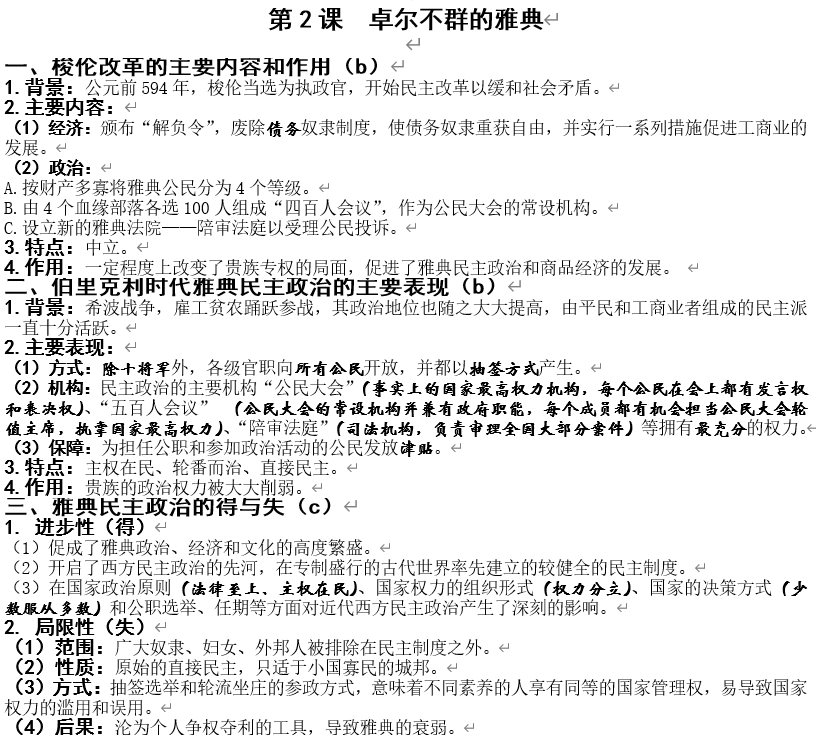 第2课　卓尔不群的雅典
一、梭伦改革的主要内容和作用（b）
1.背景：公元前594年，梭伦当选为执政官，开始民主改革以缓和社会矛盾。
2.主要内容：
（1）经济：颁布“解负令”，废除债务奴隶制度，使债务奴隶重获自由，并实行一系列措施促进工商业的
发展。
（2）政治：
A.按财产多寡将雅典公民分为4个等级。
B.由4个血缘部落各选100人组成“四百人会议”，作为公民大会的常设机构。
C.设立新的雅典法院——陪审法庭以受理公民投诉。
3.特点：中立。
4.作用：一定程度上改变了贵族专权的局面，促进了雅典民主政治和商品经济的发展。
二、伯里克利时代雅典民主政治的主要表现（b）
1.背景：希波战争，雇工贫农踊跃参战，其政治地位也随之大大提高，由平民和工商业者组成的民主派
一直十分活跃。
2.主要表现：
（1）方式：除十将军外，各级官职向所有公民开放，并都以抽签方式产生。
（2）机构：民主政治的主要机构“公民大会”（事实上的国家最高权力机构，每个公民在会上都有发言权
和表决权）、“五百人会议”　（公民大会的常设机构并兼有政府职能，每个成员都有机会担当公民大会轮
值主席，执掌国家最高权力）、“陪审法庭”（司法机构，负责审理全国大部分案件）等拥有最充分的权力。
（3）保障：为担任公职和参加政治活动的公民发放津贴。
3.特点：主权在民、轮番而治、直接民主。
4.作用：贵族的政治权力被大大削弱。
三、雅典民主政治的得与失（c）
1. 进步性（得）
（1）促成了雅典政治、经济和文化的高度繁盛。
（2）开启了西方民主政治的先河，在专制盛行的古代世界率先建立的较健全的民主制度。
（3）在国家政治原则（法律至上、主权在民）、国家权力的组织形式（权力分立）、国家的决策方式（少
数服从多数）和公职选举、任期等方面对近代西方民主政治产生了深刻的影响。
2. 局限性（失）
（1）范围：广大奴隶、妇女、外邦人被排除在民主制度之外。
（2）性质：原始的直接民主，只适于小国寡民的城邦。
（3）方式：抽签选举和轮流坐庄的参政方式，意味着不同素养的人享有同等的国家管理权，易导致国家
权力的滥用和误用。
（4）后果：沦为个人争权夺利的工具，导致雅典的衰弱。